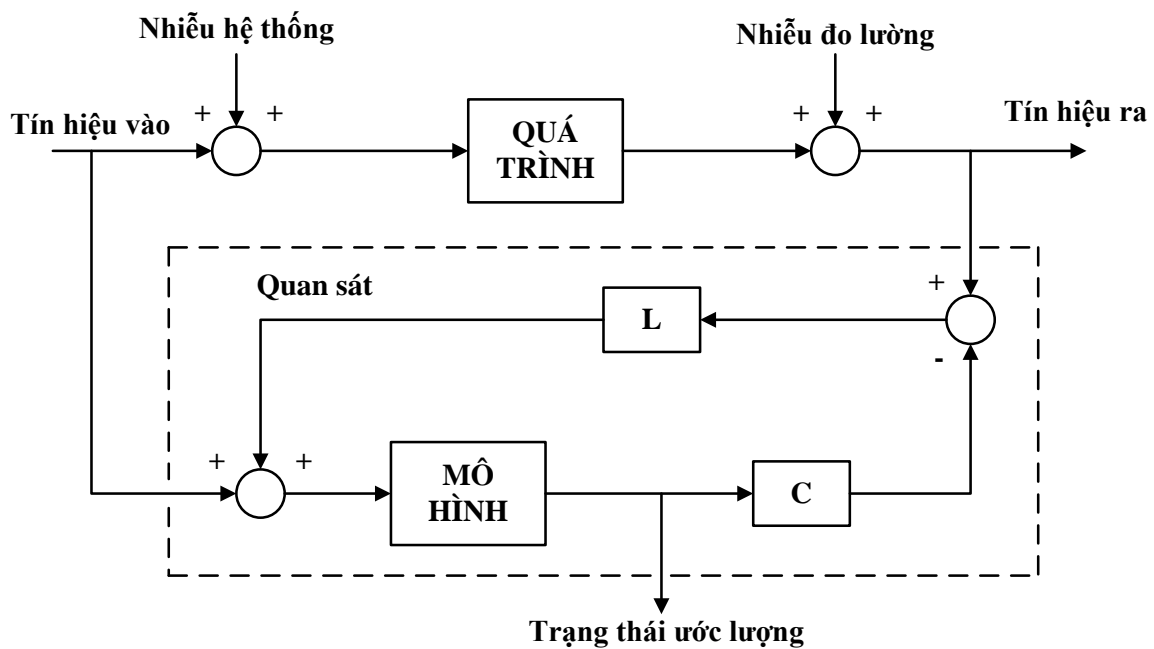 Nhiễu hệ thống
Nhiễu đo lường
+
+
+
+
Tín hiệu vào
Tín hiệu ra
QUÁ
TRÌNH
Quan sát
+
L
-
+
+
MÔ
HÌNH
C
Trạng thái ước lượng